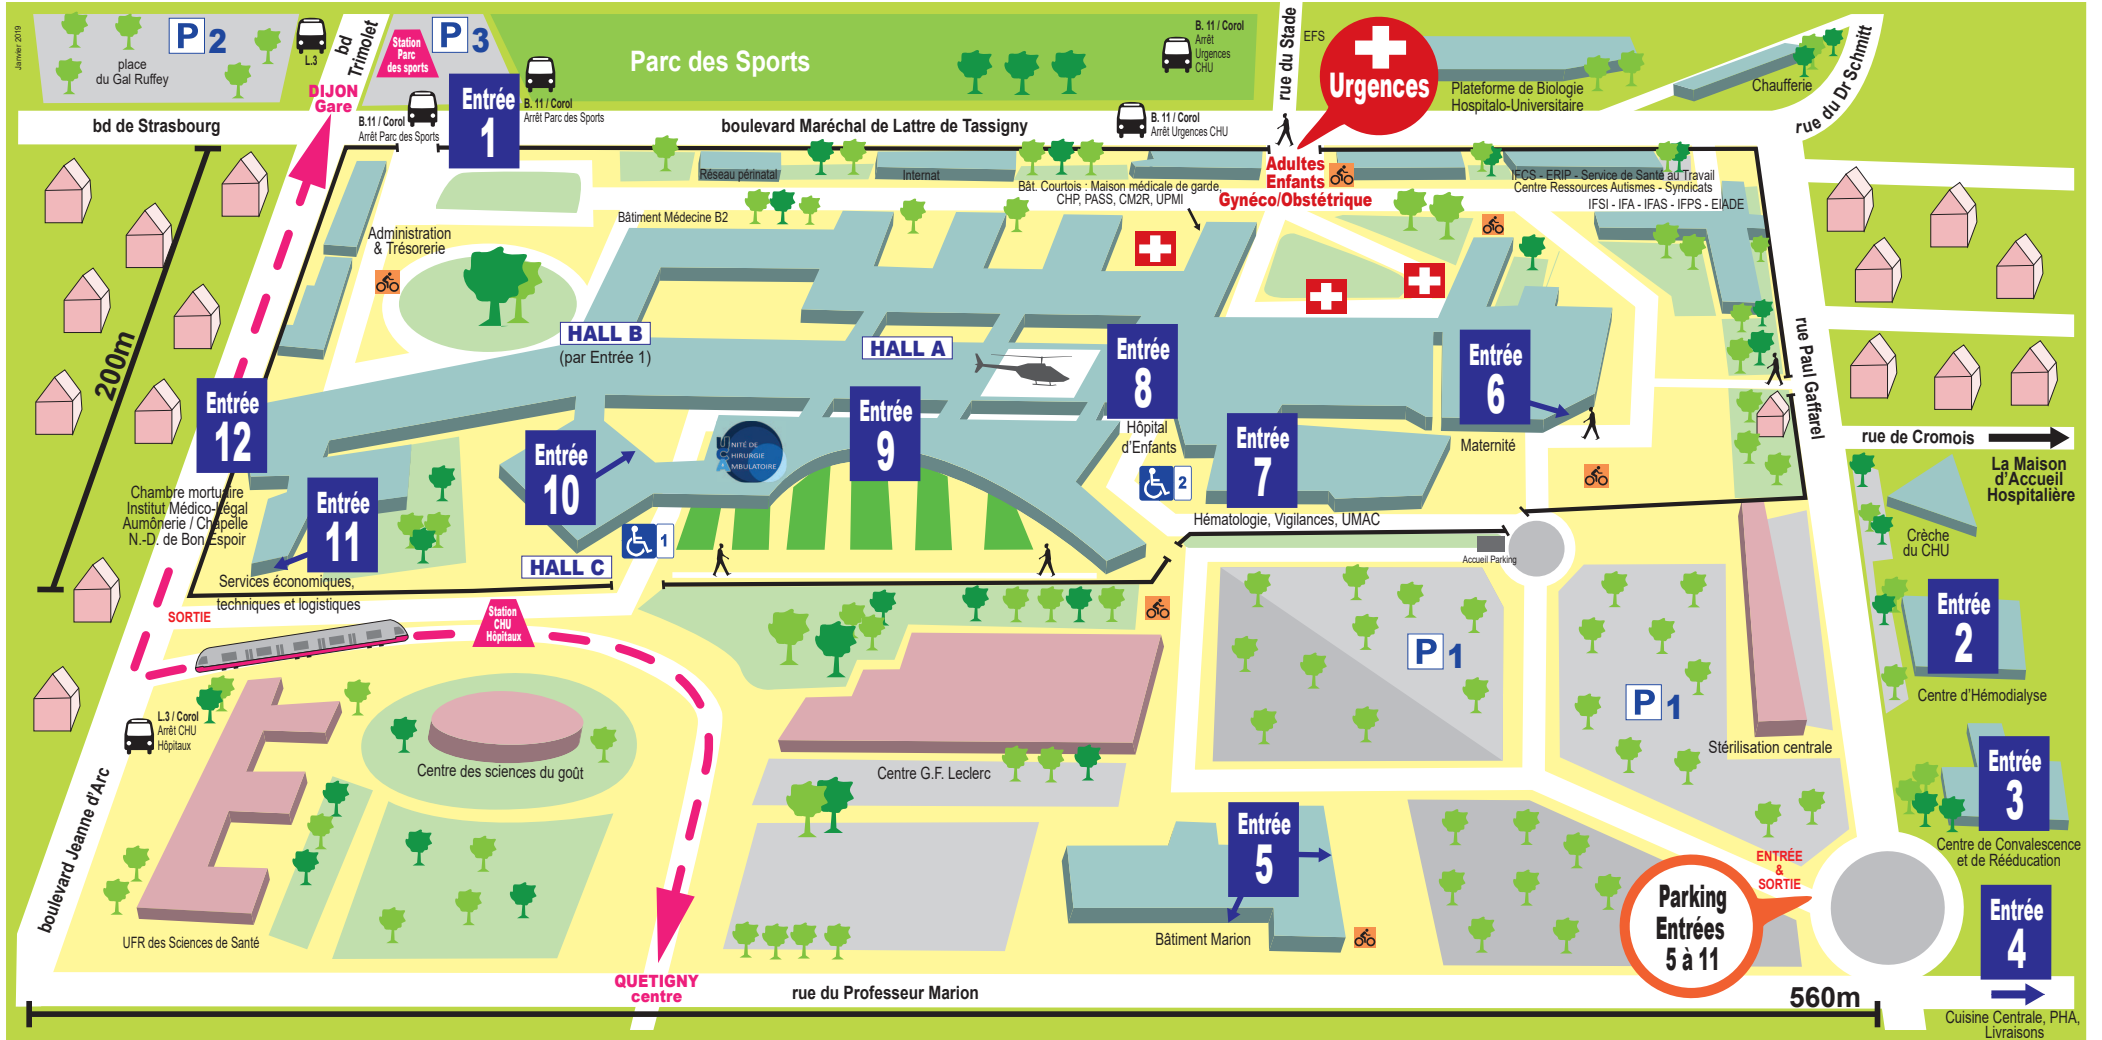 Janvier 2019
P 2
place
du Gal Ruffey
L.3
bd
Trimolet
Station
Parc
des sports
P 3
B. 11 / Corol
Arrêt Parc des Sports
B.11 / Corol
Arrêt Parc des Sports
Entrée
1
Parc des Sports
B. 11 / Corol
Arrêt
Urgences
CHU
rue du Stade
EFS
Urgences
Plateforme de Biologie
Hospitalo-Universitaire
Chaufferie
rue du Dr Schmitt
DIJON
Gare
bd de Strasbourg
boulevard Maréchal de Lattre de Tassigny
B. 11 / Corol
Arrêt Urgences CHU
Adultes
Enfants
Gynéco/Obstétrique
Réseau périnatal
Internat
Bât. Courtois : Maison médicale de garde,
CHP, PASS, CM2R, UPMI
IFCS - ERIP - Service de Santé au Travail
Centre Ressources Autismes - Syndicats
IFSI - IFA - IFAS - IFPS - EIADE
Bâtiment Médecine B2
Administration
& Trésorerie
200m
HALL B
(par Entrée 1)
HALL A
Entrée
8
Hôpital
d'Enfants
Entrée
6
Maternité
rue Paul Gaffarel
Entrée
12
Chambre mortuaire
Institut Médico-Légal
Aumônerie / Chapelle
N.-D. de Bon Espoir
Entrée
9
UNITÉ DE
CHIRURGIE
AMBULATOIRE
Entrée
10
Entrée
11
Services économiques,
techniques et logistiques
Entrée
7
Hématologie, Vigilances, UMAC
2
1
HALL C
rue de Cromois
La Maison
d'Accueil
Hospitalière
Crèche
du CHU
Accueil Parking
SORTIE
Station
CHU
Hôpitaux
P 1
P 1
Entrée
2
Centre d'Hémodialyse
Stérilisation centrale
L.3 / Corol
Arrêt CHU
Hôpitaux
Centre des sciences du goût
Centre G.F. Leclerc
Entrée
3
Centre de Convalescence
et de Rééducation
boulevard Jeanne d'Arc
UFR des Sciences de Santé
Entrée
5
Bâtiment Marion
ENTRÉE
&
SORTIE
Parking
Entrées
5 à 11
Entrée
4
Cuisine Centrale, PHA,
Livraisons
QUETIGNY
centre
rue du Professeur Marion
560m